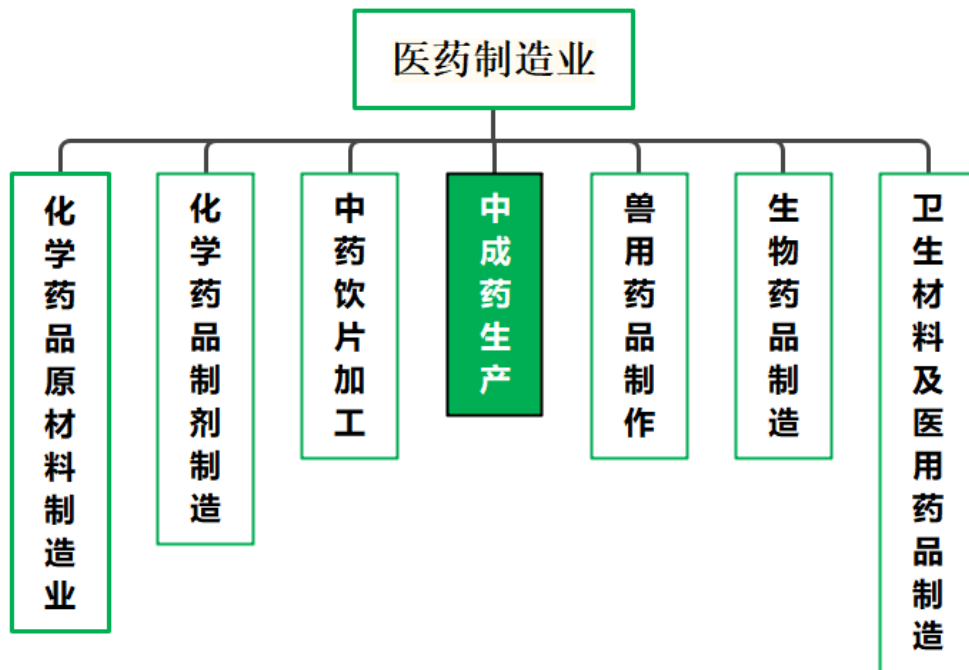 医药制造业
化学药品原材料制造业
化学药品制剂制造
中药饮片加工
中成药生产
兽用药品制作
生物药品制造
卫生材料及医用药品制造